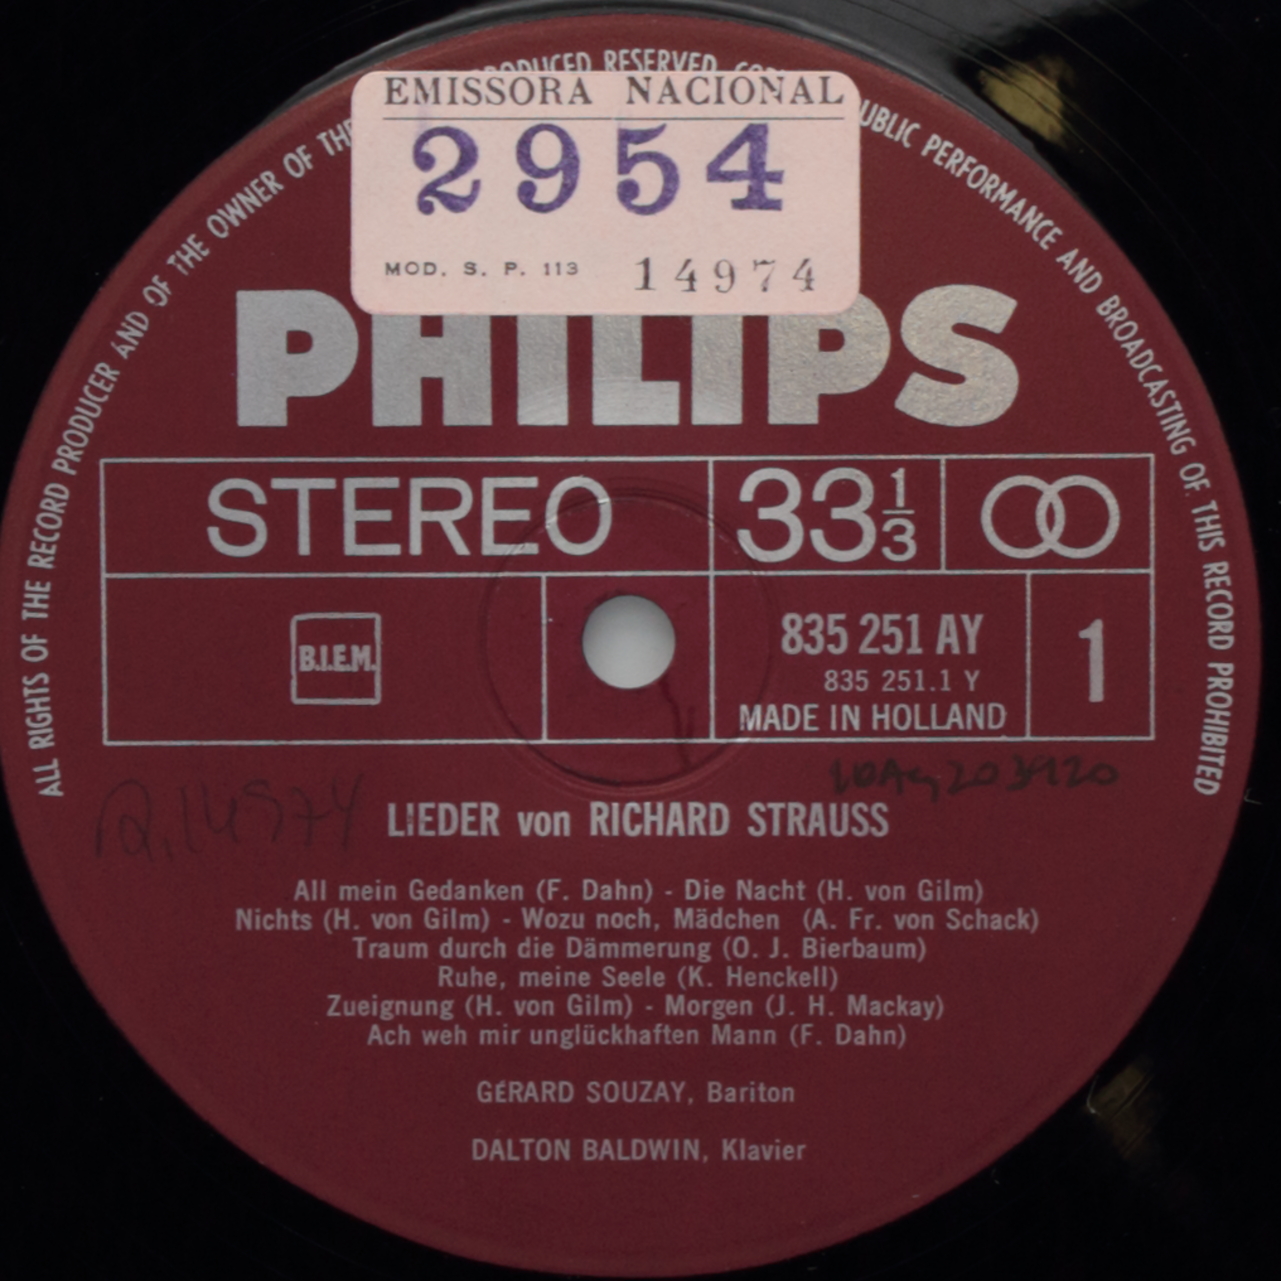 ALL RIGHTS OF THE RECORD PRODUCER AND OF THE OWNER OF THE RESERVED. PUBLIC PERFORMANCE AND BROADCASTING OF THIS RECORD PROHIBITED
EMISSORA NACIONAL
2954
MOD. S. P. 113 14974
PHILIPS
STEREO 33 1/3
B.I.E.M. 835 251 AY 1
835 251.1 Y
MADE IN HOLLAND
R.14974
LIEDER von RICHARD STRAUSS
All mein Gedanken (F. Dahn) - Die Nacht (H. von Gilm)
Nichts (H. von Gilm) - Wozu noch, Mädchen (A. Fr. von Schack)
Traum durch die Dämmerung (O. J. Bierbaum)
Ruhe, meine Seele (K. Henckell)
Zueignung (H. von Gilm) - Morgen (J. H. Mackay)
Ach weh mir unglückhaften Mann (F. Dahn)
GÉRARD SOUZAY, Bariton
DALTON BALDWIN, Klavier